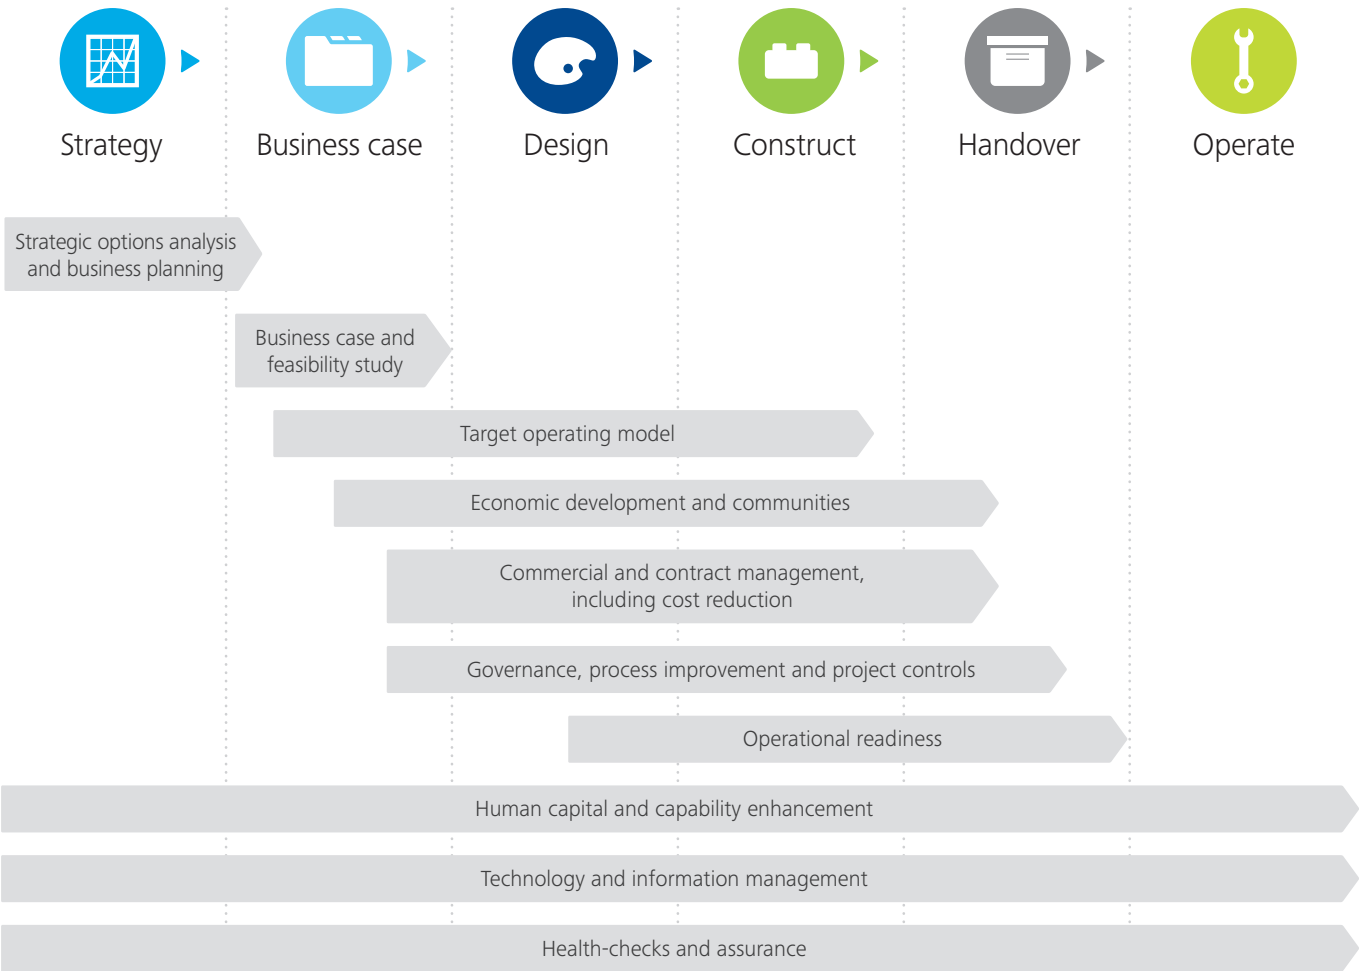 Strategy
Business case
Design
Construct
Handover
Operate
Strategic options analysis
and business planning
Business case and
feasibility study
Target operating model
Economic development and communities
Commercial and contract management,
including cost reduction
Governance, process improvement and project controls
Operational readiness
Human capital and capability enhancement
Technology and information management
Health-checks and assurance